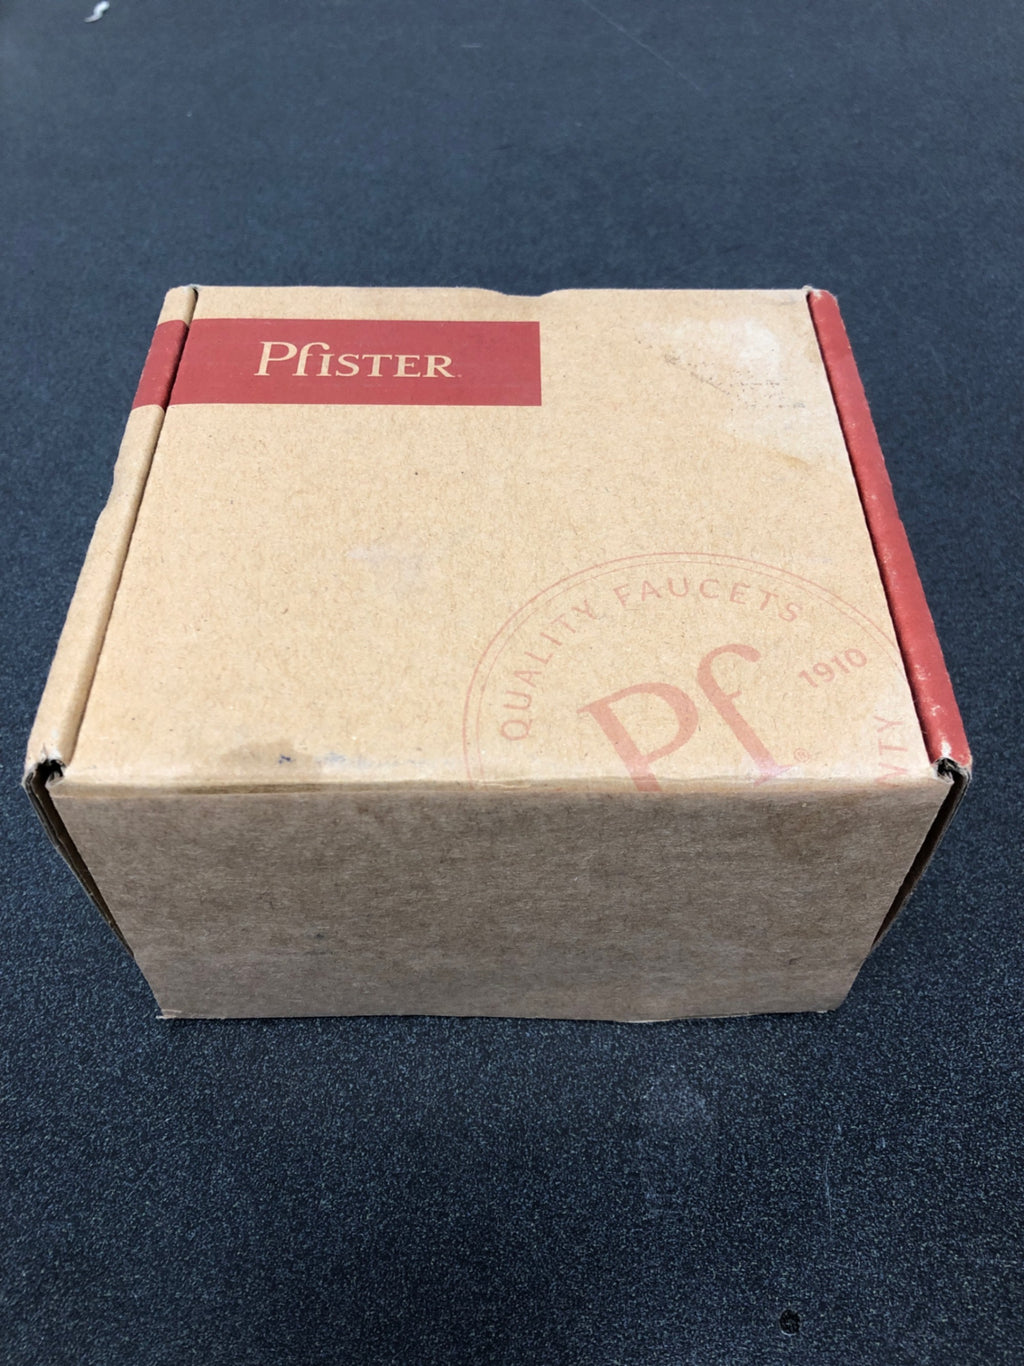 PfISTER
QUALITY FAUCETS
1910
Pf
®